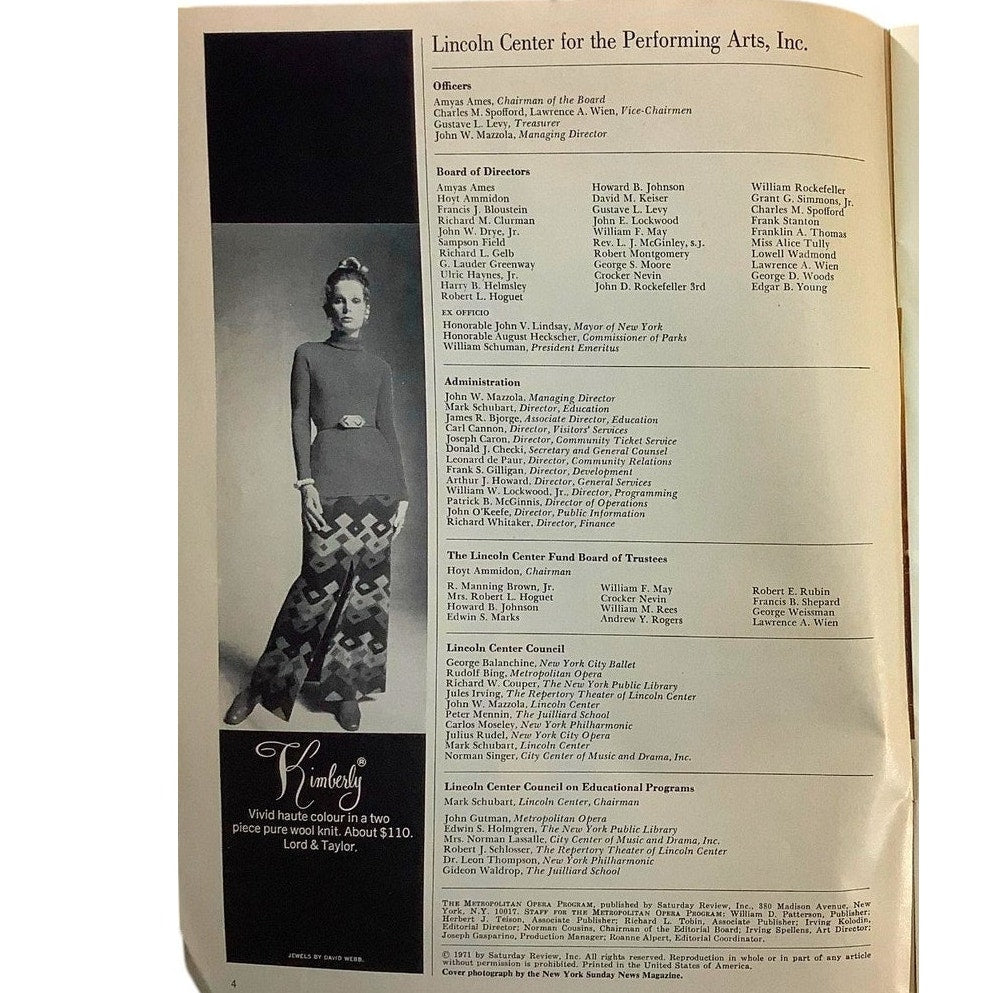 Lincoln Center for the Performing Arts, Inc.
Officers
Amyas Ames, Chairman of the Board
Charles M. Spofford, Lawrence A. Wien, Vice-Chairmen
Gustave L. Levy, Treasurer
John W. Mazzola, Managing Director
Board of Directors
Amyas Ames
Hoyt Ammidon
Francis J. Bloustein
Richard M. Clurman
John W. Drye, Jr.
Sampson Field
Richard L. Gelb
G. Lauder Greenway
Ulric Haynes, Jr.
Harry B. Helmsley
Robert L. Hoguet
Howard B. Johnson
David M. Keiser
Gustave L. Levy
John E. Lockwood
William F. May
Rev. L. J. McGinley, S.J.
Robert Montgomery
George S. Moore
Crocker Nevin
John D. Rockefeller 3rd
William Rockefeller
Grant G. Simmons, Jr.
Charles M. Spofford
Frank Stanton
Franklin A. Thomas
Miss Alice Tully
Lowell Wadmond
Lawrence A. Wien
George D. Woods
Edgar B. Young
EX OFFICIO
Honorable John V. Lindsay, Mayor of New York
Honorable August Heckscher, Commissioner of Parks
William Schuman, President Emeritus
Administration
John W. Mazzola, Managing Director
Mark Schubart, Director, Education
James R. Bjorge, Associate Director, Education
Carl Cannon, Director, Visitors' Services
Joseph Caron, Director, Community Ticket Service
Donald J. Checki, Secretary and General Counsel
Leonard de Paur, Director, Community Relations
Frank S. Gilligan, Director, Development
Arthur J. Howard, Director, General Services
William W. Lockwood, Jr., Director, Programming
Patrick B. McGinnis, Director of Operations
John O'Keefe, Director, Public Information
Richard Whitaker, Director, Finance
The Lincoln Center Fund Board of Trustees
Hoyt Ammidon, Chairman
R. Manning Brown, Jr.
Mrs. Robert L. Hoguet
Howard B. Johnson
Edwin S. Marks
William F. May
Crocker Nevin
William M. Rees
Andrew Y. Rogers
Robert E. Rubin
Francis B. Shepard
George Weissman
Lawrence A. Wien
Lincoln Center Council
George Balanchine, New York City Ballet
Rudolf Bing, Metropolitan Opera
Richard W. Couper, The New York Public Library
Jules Irving, The Repertory Theater of Lincoln Center
John W. Mazzola, Lincoln Center
Peter Mennin, The Juilliard School
Carlos Moseley, New York Philharmonic
Julius Rudel, New York City Opera
Mark Schubart, Lincoln Center
Norman Singer, City Center of Music and Drama, Inc.
Lincoln Center Council on Educational Programs
Mark Schubart, Lincoln Center, Chairman
John Gutman, Metropolitan Opera
Edwin S. Holmgren, The New York Public Library
Mrs. Norman Lassalle, City Center of Music and Drama, Inc.
Robert J. Schlosser, The Repertory Theater of Lincoln Center
Dr. Leon Thompson, New York Philharmonic
Gideon Waldrop, The Juilliard School
THE METROPOLITAN OPERA PROGRAM, published by Saturday Review, Inc., 380 Madison Avenue, New
York, N.Y. 10017. STAFF FOR THE METROPOLITAN OPERA PROGRAM: William D. Patterson, Publisher;
Herbert J. Teison, Associate Publisher; Richard L. Tobin, Associate Publisher; Irving Kolodin,
Editorial Director; Norman Cousins, Chairman of the Editorial Board; Irving Spellens, Art Director;
Joseph Gasparino, Production Manager; Roanne Alpert, Editorial Coordinator.
© 1971 by Saturday Review, Inc. All rights reserved. Reproduction in whole or in part of any article
without permission is prohibited. Printed in the United States of America.
Cover photograph by the New York Sunday News Magazine.
Kimberly®
Vivid haute colour in a two
piece pure wool knit. About $110.
Lord & Taylor.
JEWELS BY DAVID WEBB.
4